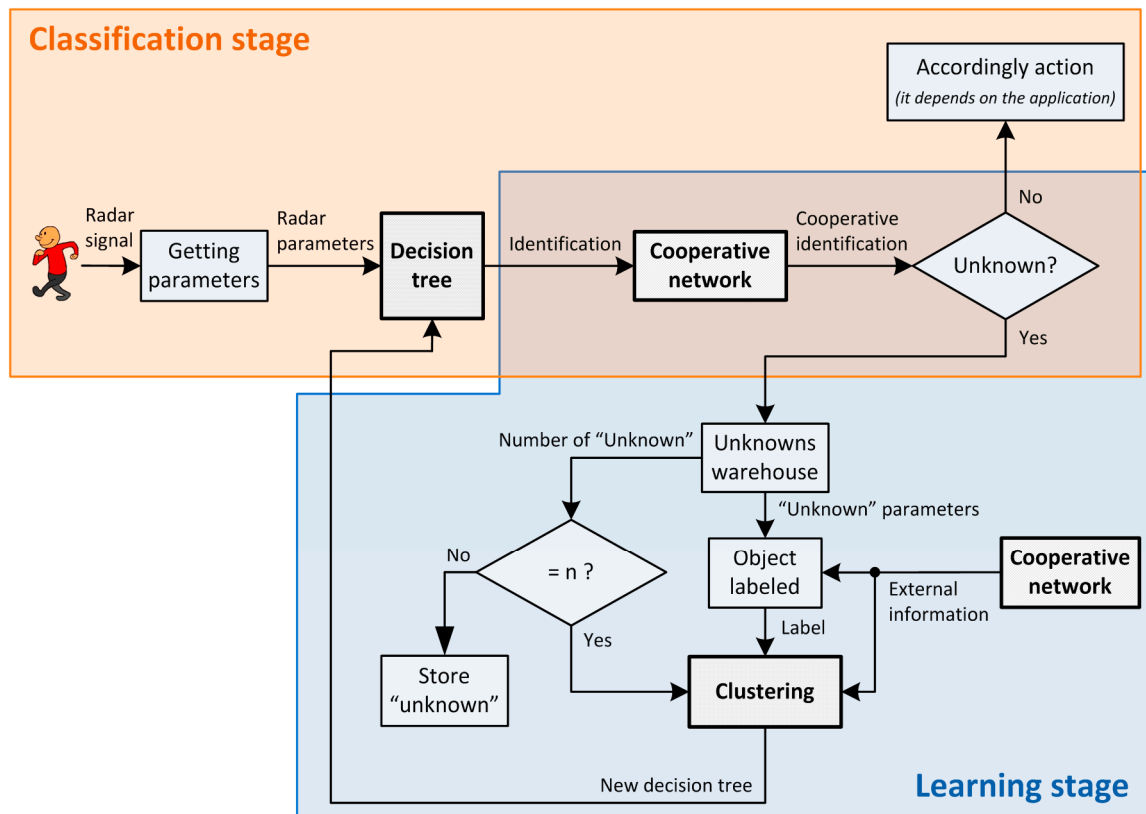 Classification stage
Accordingly action
(it depends on the application)
No
Radar
signal
Getting
parameters
Radar
parameters
Decision
tree
Identification
Cooperative
network
Cooperative
identification
Unknown?
Yes
Number of “Unknown”
Unknowns
warehouse
“Unknown” parameters
No
= n ?
Yes
Object
labeled
External
information
Cooperative
network
Label
Store
“unknown”
Clustering
New decision tree
Learning stage